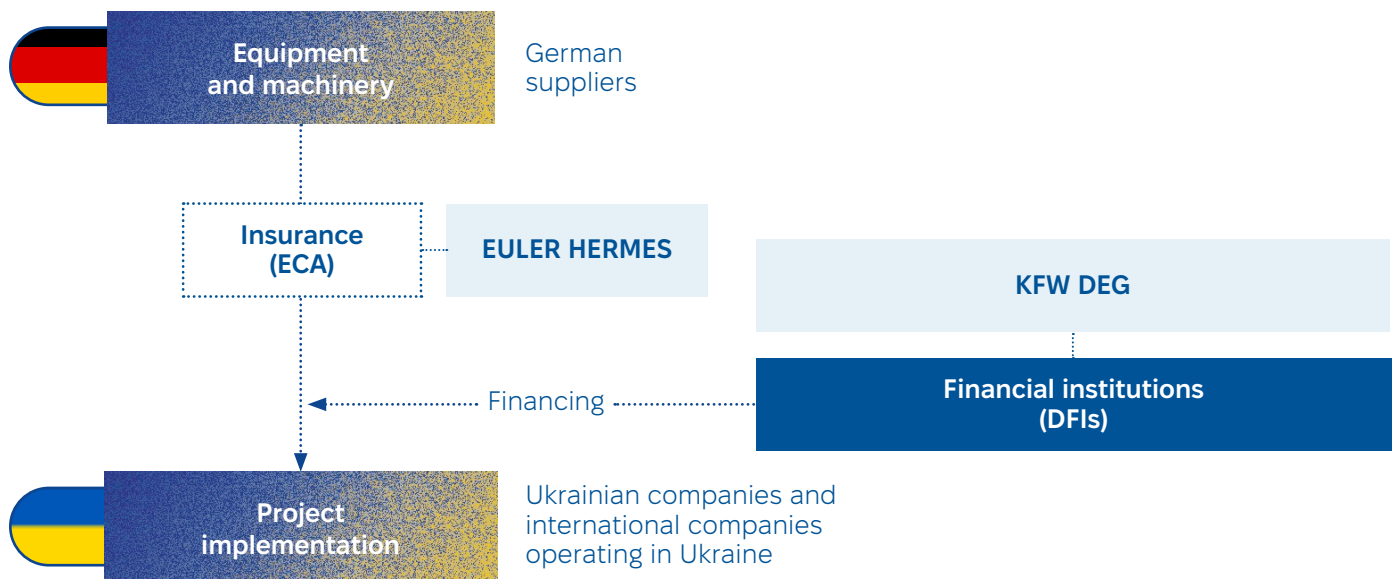 Equipment
and machinery
German
suppliers
Insurance
(ECA)
EULER HERMES
KFW DEG
Financing
Financial institutions
(DFIs)
Project
implementation
Ukrainian companies and
international companies
operating in Ukraine